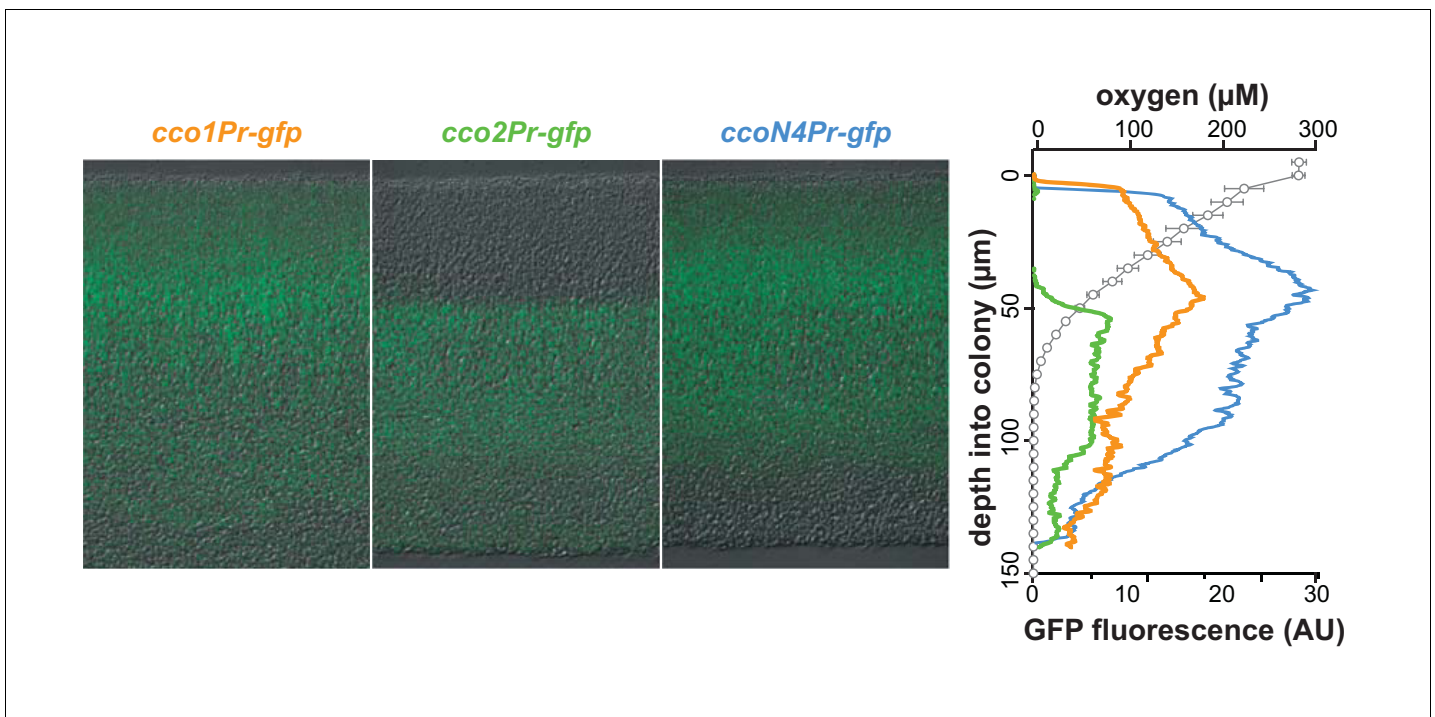 cco1Pr-gfp
cco2Pr-gfp
ccoN4Pr-gfp
oxygen (µM)
0 100 200 300
depth into colony (µm)
0
50
100
150
0 10 20 30
GFP fluorescence (AU)